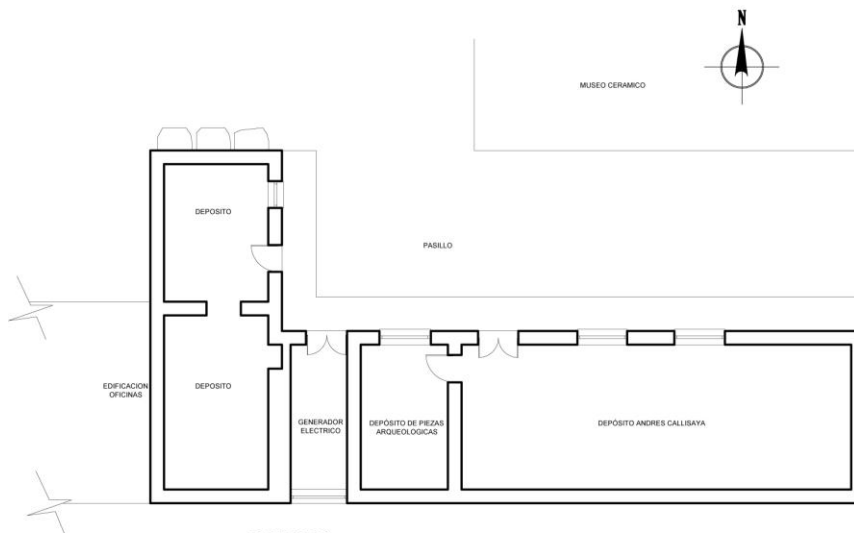 N
MUSEO CERAMICO
DEPOSITO
PASILLO
EDIFICACION
OFICINAS
DEPOSITO
GENERADOR
ELECTRICO
DEPÓSITO DE PIEZAS
ARQUEOLOGICAS
DEPÓSITO ANDRES CALLISAYA